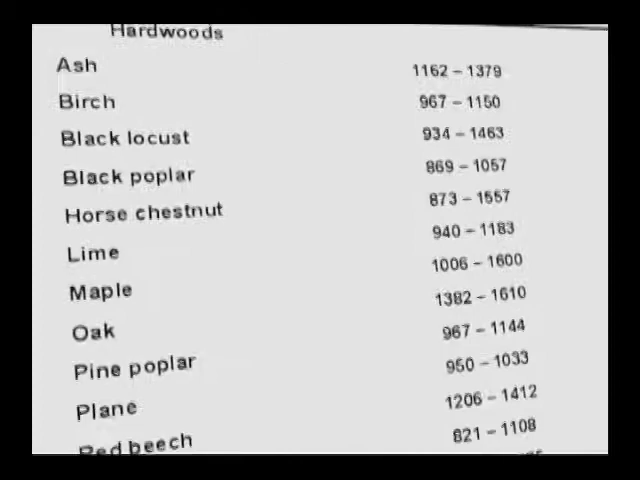 Hardwoods
Ash 1162 – 1379
Birch 967 – 1150
Black locust 934 – 1463
Black poplar 869 – 1057
Horse chestnut 873 – 1557
Lime 940 – 1183
Maple 1006 – 1600
Oak 1382 – 1610
Pine poplar 967 – 1144
Plane 950 – 1033
Red beech 1206 – 1412
821 – 1108